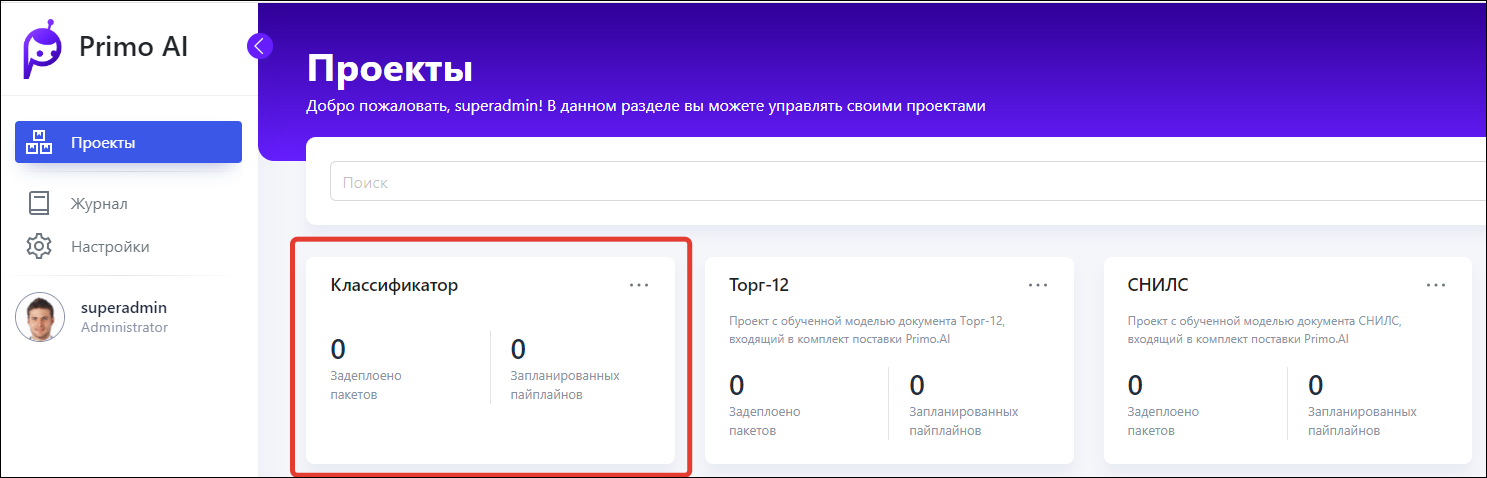 Primo AI
Проекты
Журнал
Настройки
superadmin
Administrator
Проекты
Добро пожаловать, superadmin! В данном разделе вы можете управлять своими проектами
Поиск
Классификатор
0
Задеплоено
пакетов
0
Запланированных
пайплайнов
Торг-12
Проект с обученной моделью документа Торг-12,
входящий в комплект поставки Primo.AI
0
Задеплоено
пакетов
0
Запланированных
пайплайнов
СНИЛС
Проект с обученной моделью документа СНИЛС,
входящий в комплект поставки Primo.AI
0
Задеплоено
пакетов
0
Запланированных
пайплайнов